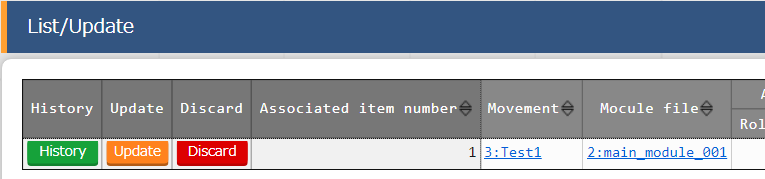 List/Update
History Update Discard Associated item number Movement Mocule file A
Rol
History Update Discard 1 3:Test1 2:main_module_001